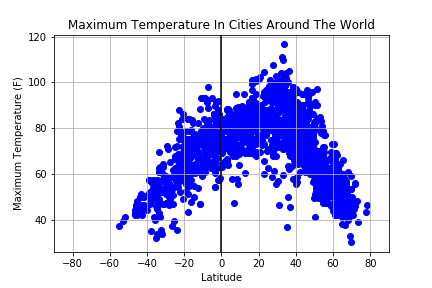 Maximum Temperature In Cities Around The World
Maximum Temperature (F)
120
100
80
60
40
−80 −60 −40 −20 0 20 40 60 80
Latitude